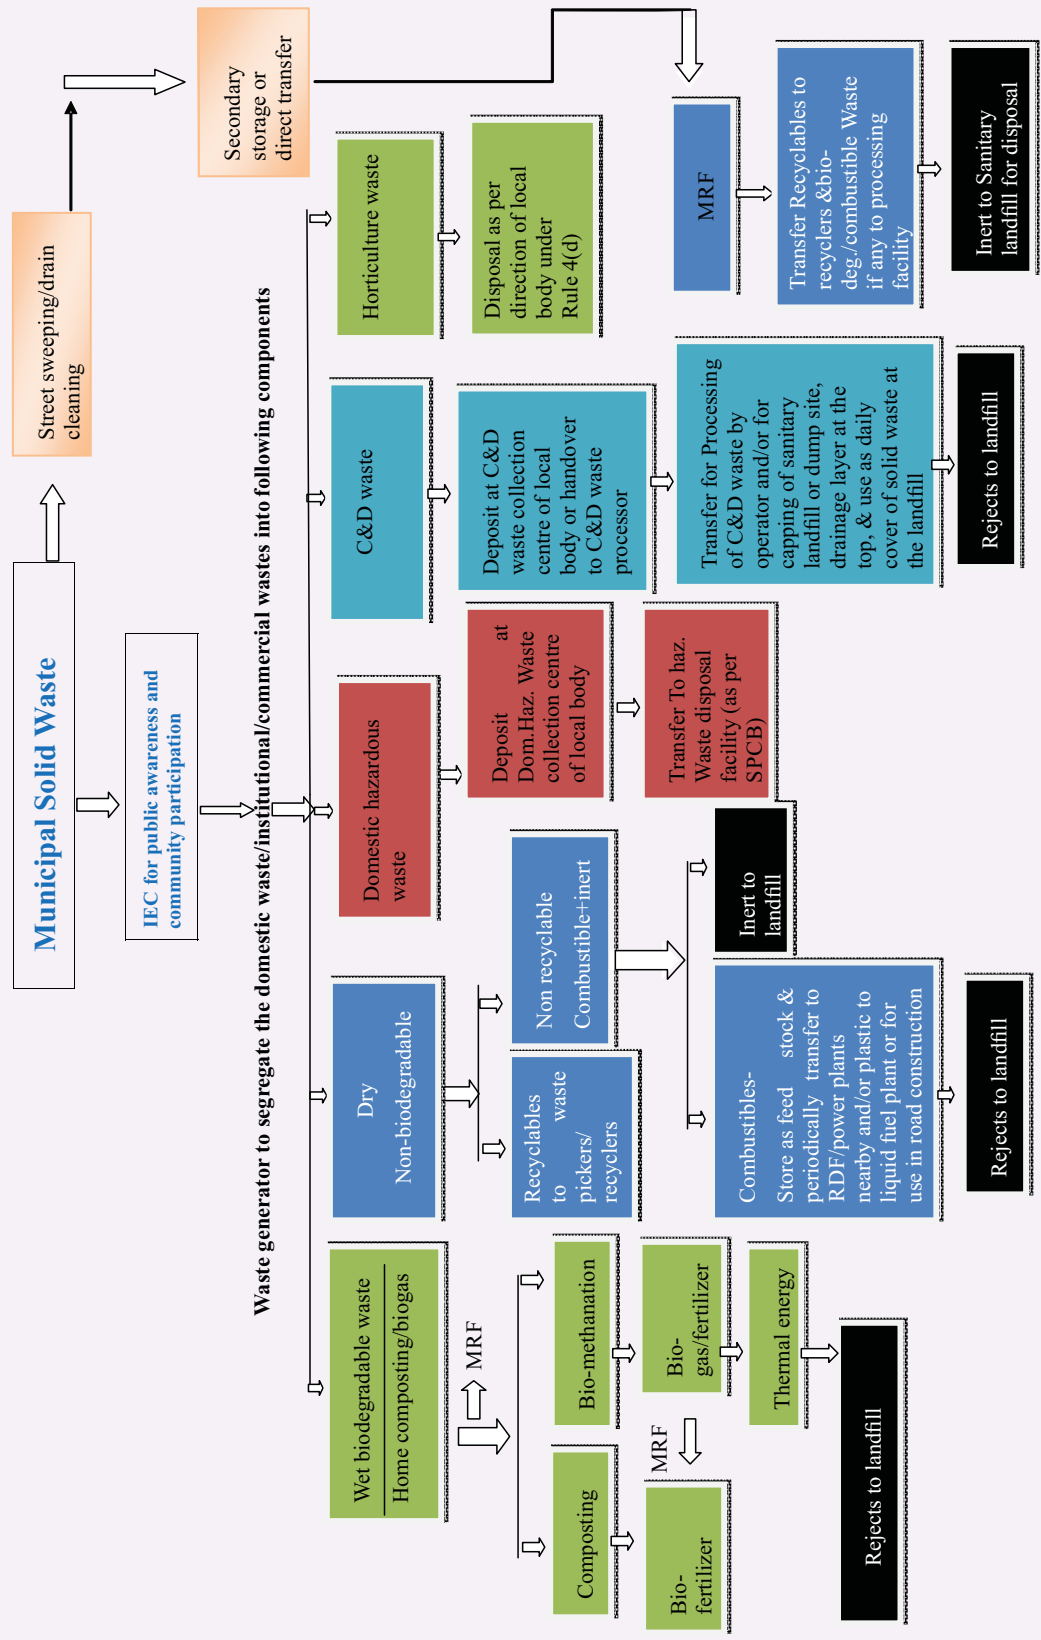 Municipal Solid Waste
Street sweeping/drain
cleaning
Secondary
storage or
direct transfer
IEC for public awareness and
community participation
Waste generator to segregate the domestic waste/institutional/commercial wastes into following components
Wet biodegradable waste
Home composting/biogas
MRF
Composting
Bio-
fertilizer
Bio-methanation
Bio-
gas/fertilizer
MRF
Thermal energy
Rejects to landfill
Dry
Non-biodegradable
Recyclables
to waste
pickers/
recyclers
Non recyclable
Combustible+inert
Combustibles-
Store as feed stock &
periodically transfer to
RDF/power plants
nearby and/or plastic to
liquid fuel plant or for
use in road construction
Rejects to landfill
Inert to
landfill
Domestic hazardous
waste
Deposit at
Dom.Haz. Waste
collection centre
of local body
Transfer To haz.
Waste disposal
facility (as per
SPCB)
C&D waste
Deposit at C&D
waste collection
centre of local
body or handover
to C&D waste
processor
Transfer for Processing
of C&D waste by
operator and/or for
capping of sanitary
landfill or dump site,
drainage layer at the
top, & use as daily
cover of solid waste at
the landfill
Rejects to landfill
Horticulture waste
Disposal as per
direction of local
body under
Rule 4(d)
MRF
Transfer Recyclables to
recyclers &bio-
deg./combustible Waste
if any to processing
facility
Inert to Sanitary
landfill for disposal